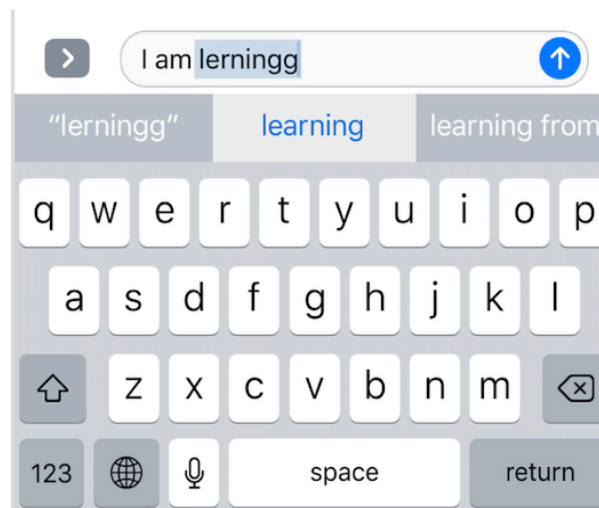 I am lerningg
“lerningg” learning learning from
q w e r t y u i o p
a s d f g h j k l
z x c v b n m
123 space return